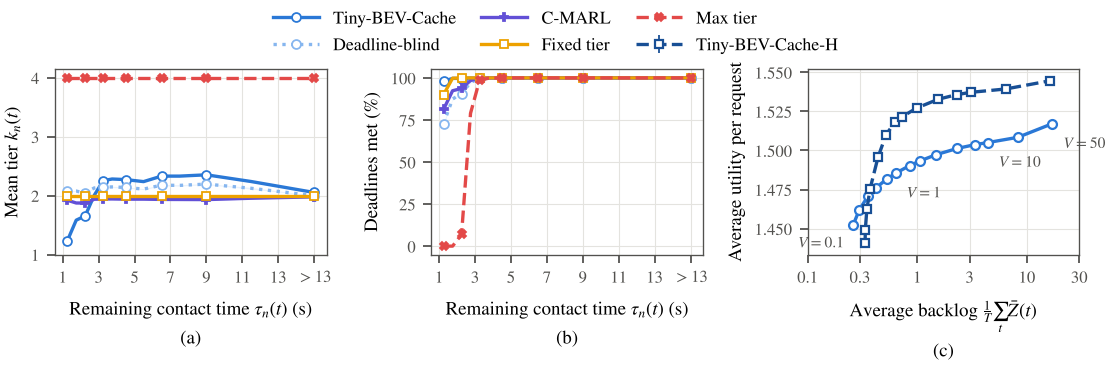 Tiny-BEV-Cache
C-MARL
Max tier
Deadline-blind
Fixed tier
Tiny-BEV-Cache-H
Mean tier kₙ(t)
4
3
2
1
1 3 5 7 9 11 13 > 13
Remaining contact time τₙ(t) (s)
(a)
Deadlines met (%)
100
75
50
25
0
1 3 5 7 9 11 13 > 13
Remaining contact time τₙ(t) (s)
(b)
Average utility per request
1.550
1.525
1.500
1.475
1.450
V = 50
V = 10
V = 1
V = 0.1
0.1 0.3 1 3 10 30
Average backlog 1/T ∑ₜ Z̄(t)
(c)